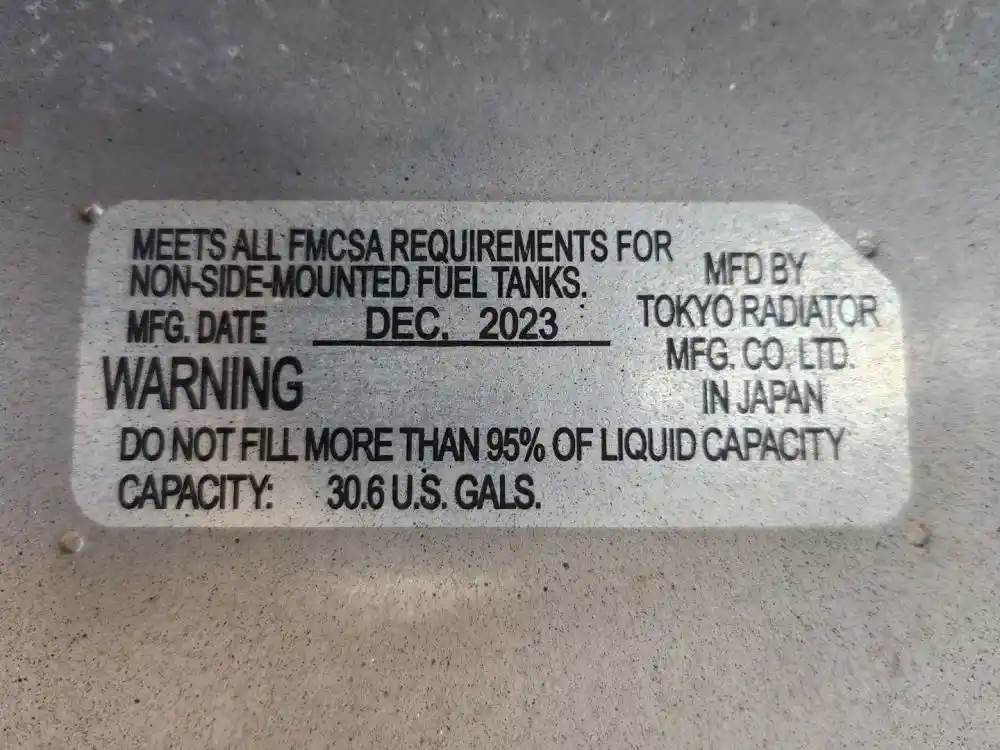 MEETS ALL FMCSA REQUIREMENTS FOR
NON-SIDE-MOUNTED FUEL TANKS.
MFG. DATE DEC. 2023
MFD BY
TOKYO RADIATOR
MFG. CO. LTD.
IN JAPAN
WARNING
DO NOT FILL MORE THAN 95% OF LIQUID CAPACITY
CAPACITY: 30.6 U.S. GALS.